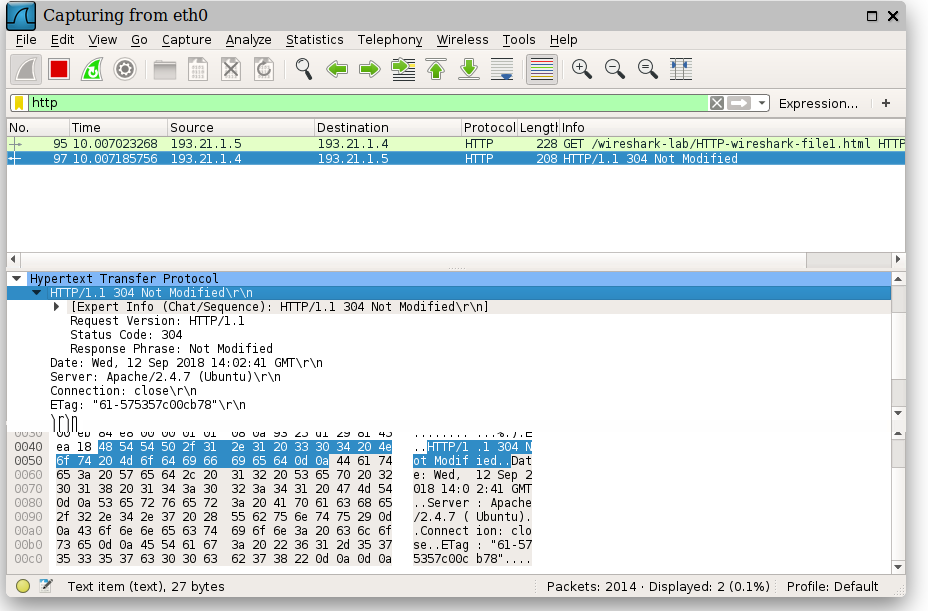 Capturing from eth0
File Edit View Go Capture Analyze Statistics Telephony Wireless Tools Help
http Expression... +
No. Time Source Destination Protocol Length Info
95 10.007023268 193.21.1.5 193.21.1.4 HTTP 228 GET /wireshark-lab/HTTP-wireshark-file1.html HTTP
97 10.007185756 193.21.1.4 193.21.1.5 HTTP 208 HTTP/1.1 304 Not Modified
Hypertext Transfer Protocol
HTTP/1.1 304 Not Modified\r\n
[Expert Info (Chat/Sequence): HTTP/1.1 304 Not Modified\r\n]
Request Version: HTTP/1.1
Status Code: 304
Response Phrase: Not Modified
Date: Wed, 12 Sep 2018 14:02:41 GMT\r\n
Server: Apache/2.4.7 (Ubuntu)\r\n
Connection: close\r\n
ETag: "61-575357c00cb78"\r\n
\r\n
0040 ea 18 48 54 54 50 2f 31 2e 31 20 33 30 34 20 4e ..HTTP/1 .1 304 N
0050 6f 74 20 4d 6f 64 69 66 69 65 64 0d 0a 44 61 74 ot Modif ied..Dat
0060 65 3a 20 57 65 64 2c 20 31 32 20 53 65 70 20 32 e: Wed, 12 Sep 2
0070 30 31 38 20 31 34 3a 30 32 3a 34 31 20 47 4d 54 018 14:0 2:41 GMT
0080 0d 0a 53 65 72 76 65 72 3a 20 41 70 61 63 68 65 ..Server : Apache
0090 2f 32 2e 34 2e 37 20 28 55 62 75 6e 74 75 29 0d /2.4.7 ( Ubuntu).
00a0 0a 43 6f 6e 6e 65 63 74 69 6f 6e 3a 20 63 6c 6f .Connect ion: clo
00b0 73 65 0d 0a 45 54 61 67 3a 20 22 36 31 2d 35 37 se..ETag : "61-57
00c0 35 33 35 37 63 30 30 63 62 37 38 22 0d 0a 0d 0a 5357c00c b78"....
Text item (text), 27 bytes Packets: 2014 · Displayed: 2 (0.1%) Profile: Default